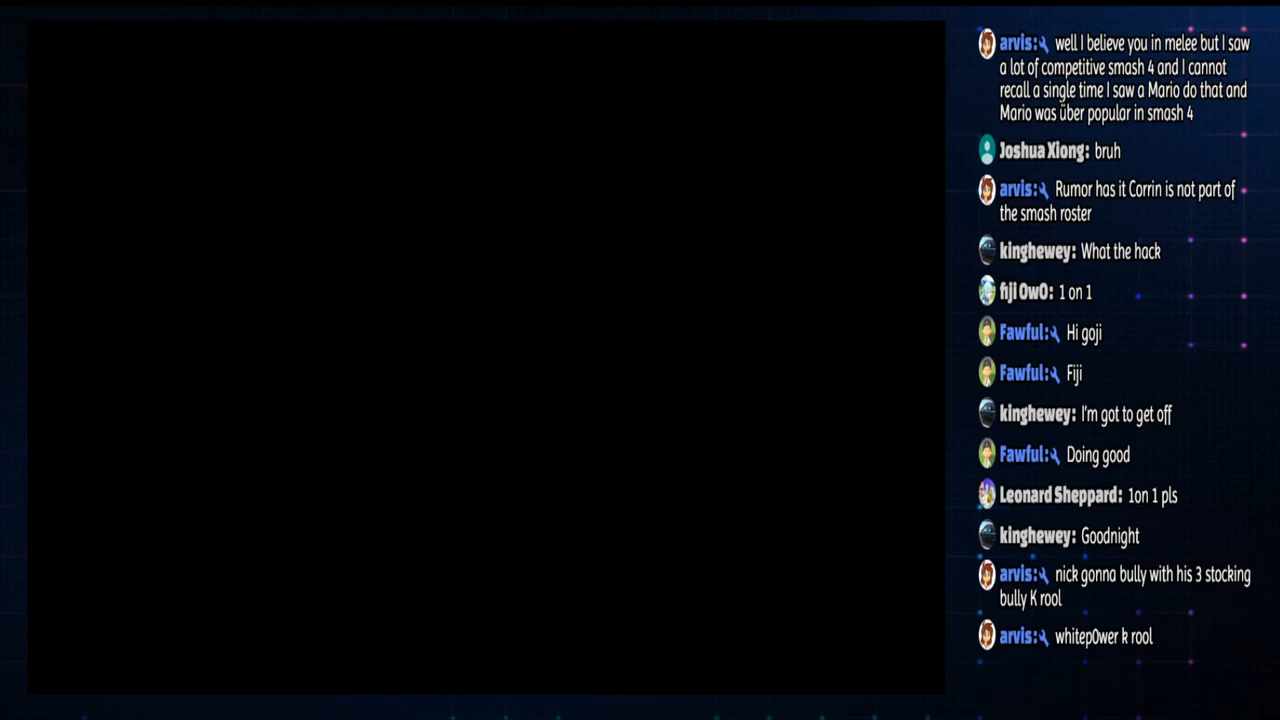 arvis: well I believe you in melee but I saw
a lot of competitive smash 4 and I cannot
recall a single time I saw a Mario do that and
Mario was über popular in smash 4
Joshua Xiong: bruh
arvis: Rumor has it Corrin is not part of
the smash roster
kinghewey: What the hack
fiji OwO: 1 on 1
Fawful: Hi goji
Fawful: Fiji
kinghewey: I'm got to get off
Fawful: Doing good
Leonard Sheppard: 1on 1 pls
kinghewey: Goodnight
arvis: nick gonna bully with his 3 stocking
bully K rool
arvis: whitep0wer k rool